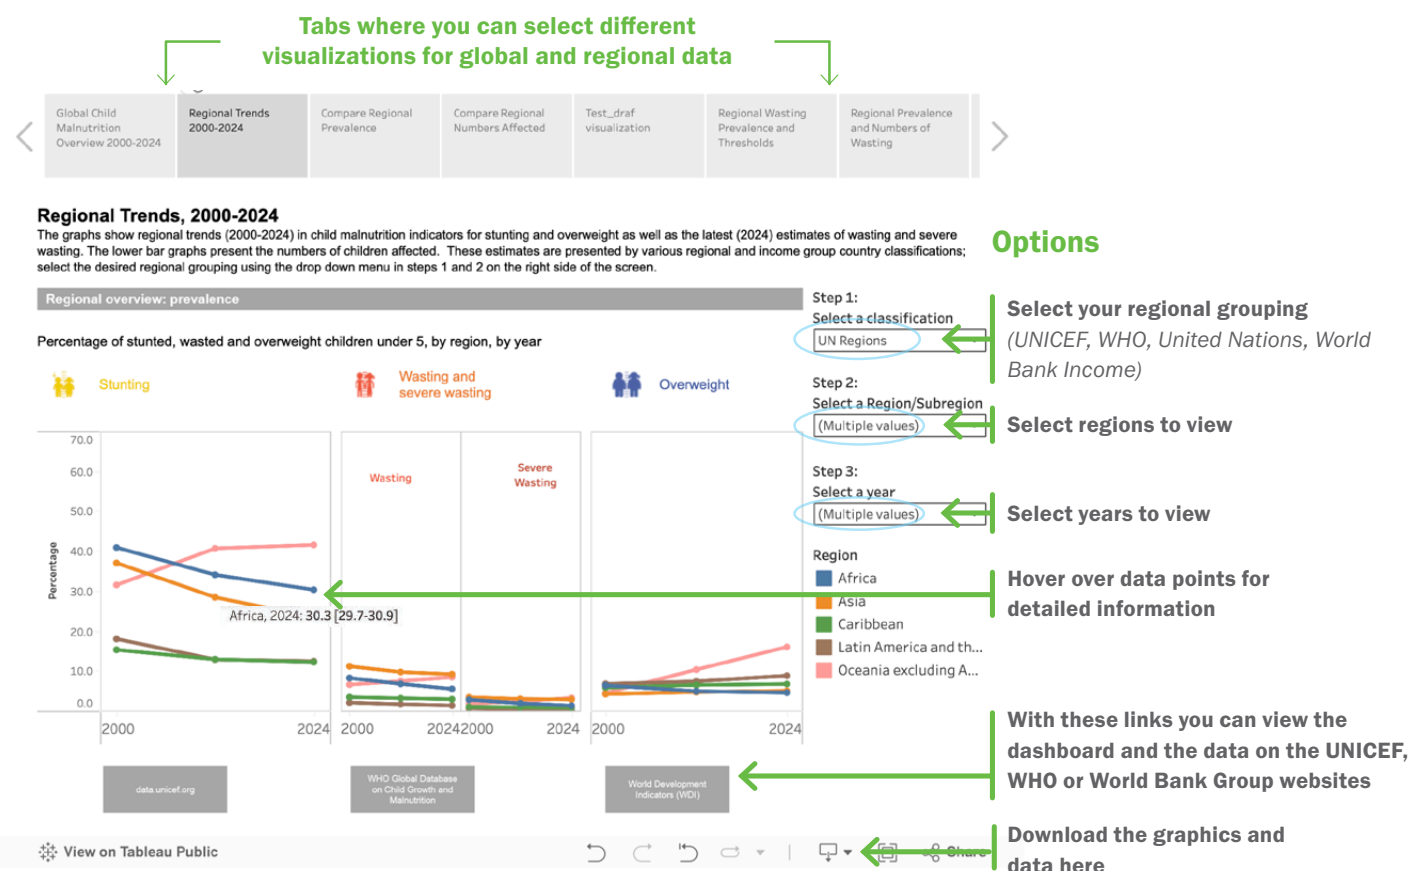 Tabs where you can select different
visualizations for global and regional data
Global Child
Malnutrition
Overview 2000-2024
Regional Trends
2000-2024
Compare Regional
Prevalence
Compare Regional
Numbers Affected
Test_draf
visualization
Regional Wasting
Prevalence and
Thresholds
Regional Prevalence
and Numbers of
Wasting
Regional Trends, 2000-2024
The graphs show regional trends (2000-2024) in child malnutrition indicators for stunting and overweight as well as the latest (2024) estimates of wasting and severe
wasting. The lower bar graphs present the numbers of children affected. These estimates are presented by various regional and income group country classifications;
select the desired regional grouping using the drop down menu in steps 1 and 2 on the right side of the screen.
Regional overview: prevalence
Percentage of stunted, wasted and overweight children under 5, by region, by year
Stunting
Wasting and
severe wasting
Overweight
Percentage
70.0
60.0
50.0
40.0
30.0
20.0
10.0
0.0
Wasting
Severe
Wasting
Africa, 2024: 30.3 [29.7-30.9]
2000
2024
2000
2024
2000
2024
2000
2024
Step 1:
Select a classification
UN Regions
Step 2:
Select a Region/Subregion
(Multiple values)
Step 3:
Select a year
(Multiple values)
Region
Africa
Asia
Caribbean
Latin America and th...
Oceania excluding A...
Options
Select your regional grouping
(UNICEF, WHO, United Nations, World
Bank Income)
Select regions to view
Select years to view
Hover over data points for
detailed information
With these links you can view the
dashboard and the data on the UNICEF,
WHO or World Bank Group websites
Download the graphics and
data here
data.unicef.org
WHO Global Database
on Child Growth and
Malnutrition
World Development
Indicators (WDI)
View on Tableau Public
Share